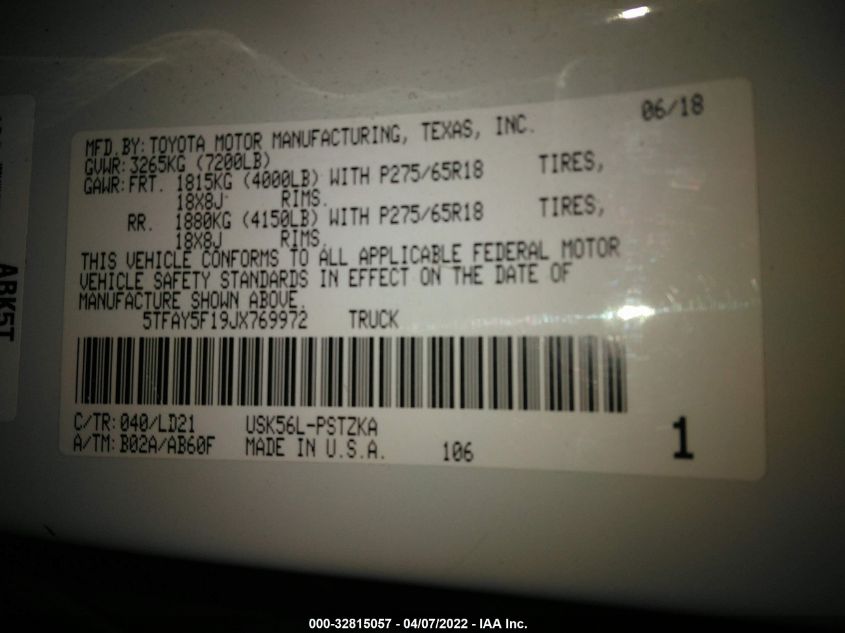 06/18
MFD.BY:TOYOTA MOTOR MANUFACTURING, TEXAS, INC.
GVWR:3265KG (7200LB)
GAWR:FRT. 1815KG (4000LB) WITH P275/65R18 TIRES,
18X8J RIMS.
RR. 1880KG (4150LB) WITH P275/65R18 TIRES,
18X8J RIMS.
THIS VEHICLE CONFORMS TO ALL APPLICABLE FEDERAL MOTOR
VEHICLE SAFETY STANDARDS IN EFFECT ON THE DATE OF
MANUFACTURE SHOWN ABOVE.
5TFAY5F19JX769972 TRUCK
C/TR:040/LD21 USK56L-PSTZKA
A/TM:B02A/AB60F MADE IN U.S.A. 106 1
ABK5T
000-32815057 - 04/07/2022 - IAA Inc.